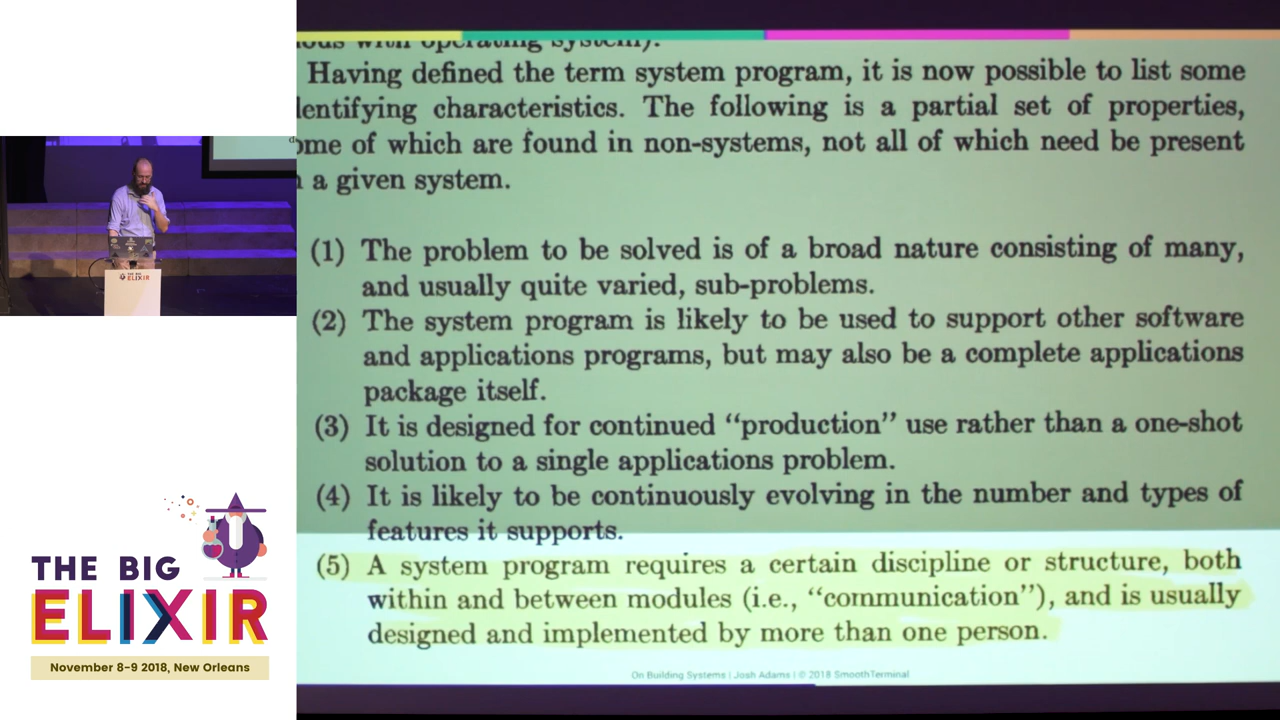 Having defined the term system program, it is now possible to list some
characteristics. The following is a partial set of properties,
of which are found in non-systems, not all of which need be present
a given system.
(1) The problem to be solved is of a broad nature consisting of many,
and usually quite varied, sub-problems.
(2) The system program is likely to be used to support other software
and applications programs, but may also be a complete applications
package itself.
(3) It is designed for continued “production” use rather than a one-shot
solution to a single applications problem.
(4) It is likely to be continuously evolving in the number and types of
features it supports.
(5) A system program requires a certain discipline or structure, both
within and between modules (i.e., “communication”), and is usually
designed and implemented by more than one person.
On Building Systems | Josh Adams | © 2018 SmoothTerminal
THE BIG
ELIXIR
THE BIG
ELIXIR
November 8-9 2018, New Orleans